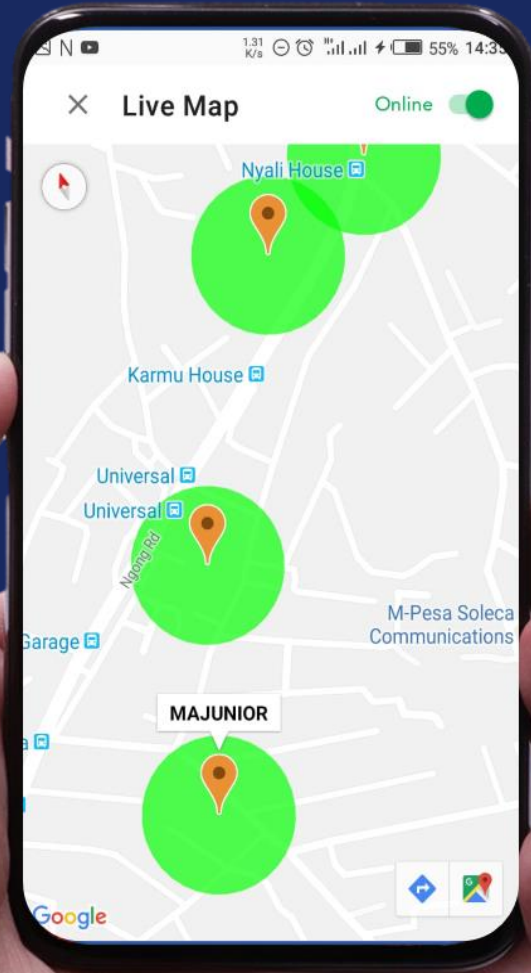 N
1.31
K/s
55% 14:35
Live Map
Online
Nyali House
Karmu House
Universal
Universal
Ngong Rd
M-Pesa Soleca
Communications
Garage
MAJUNIOR
a
Google
G